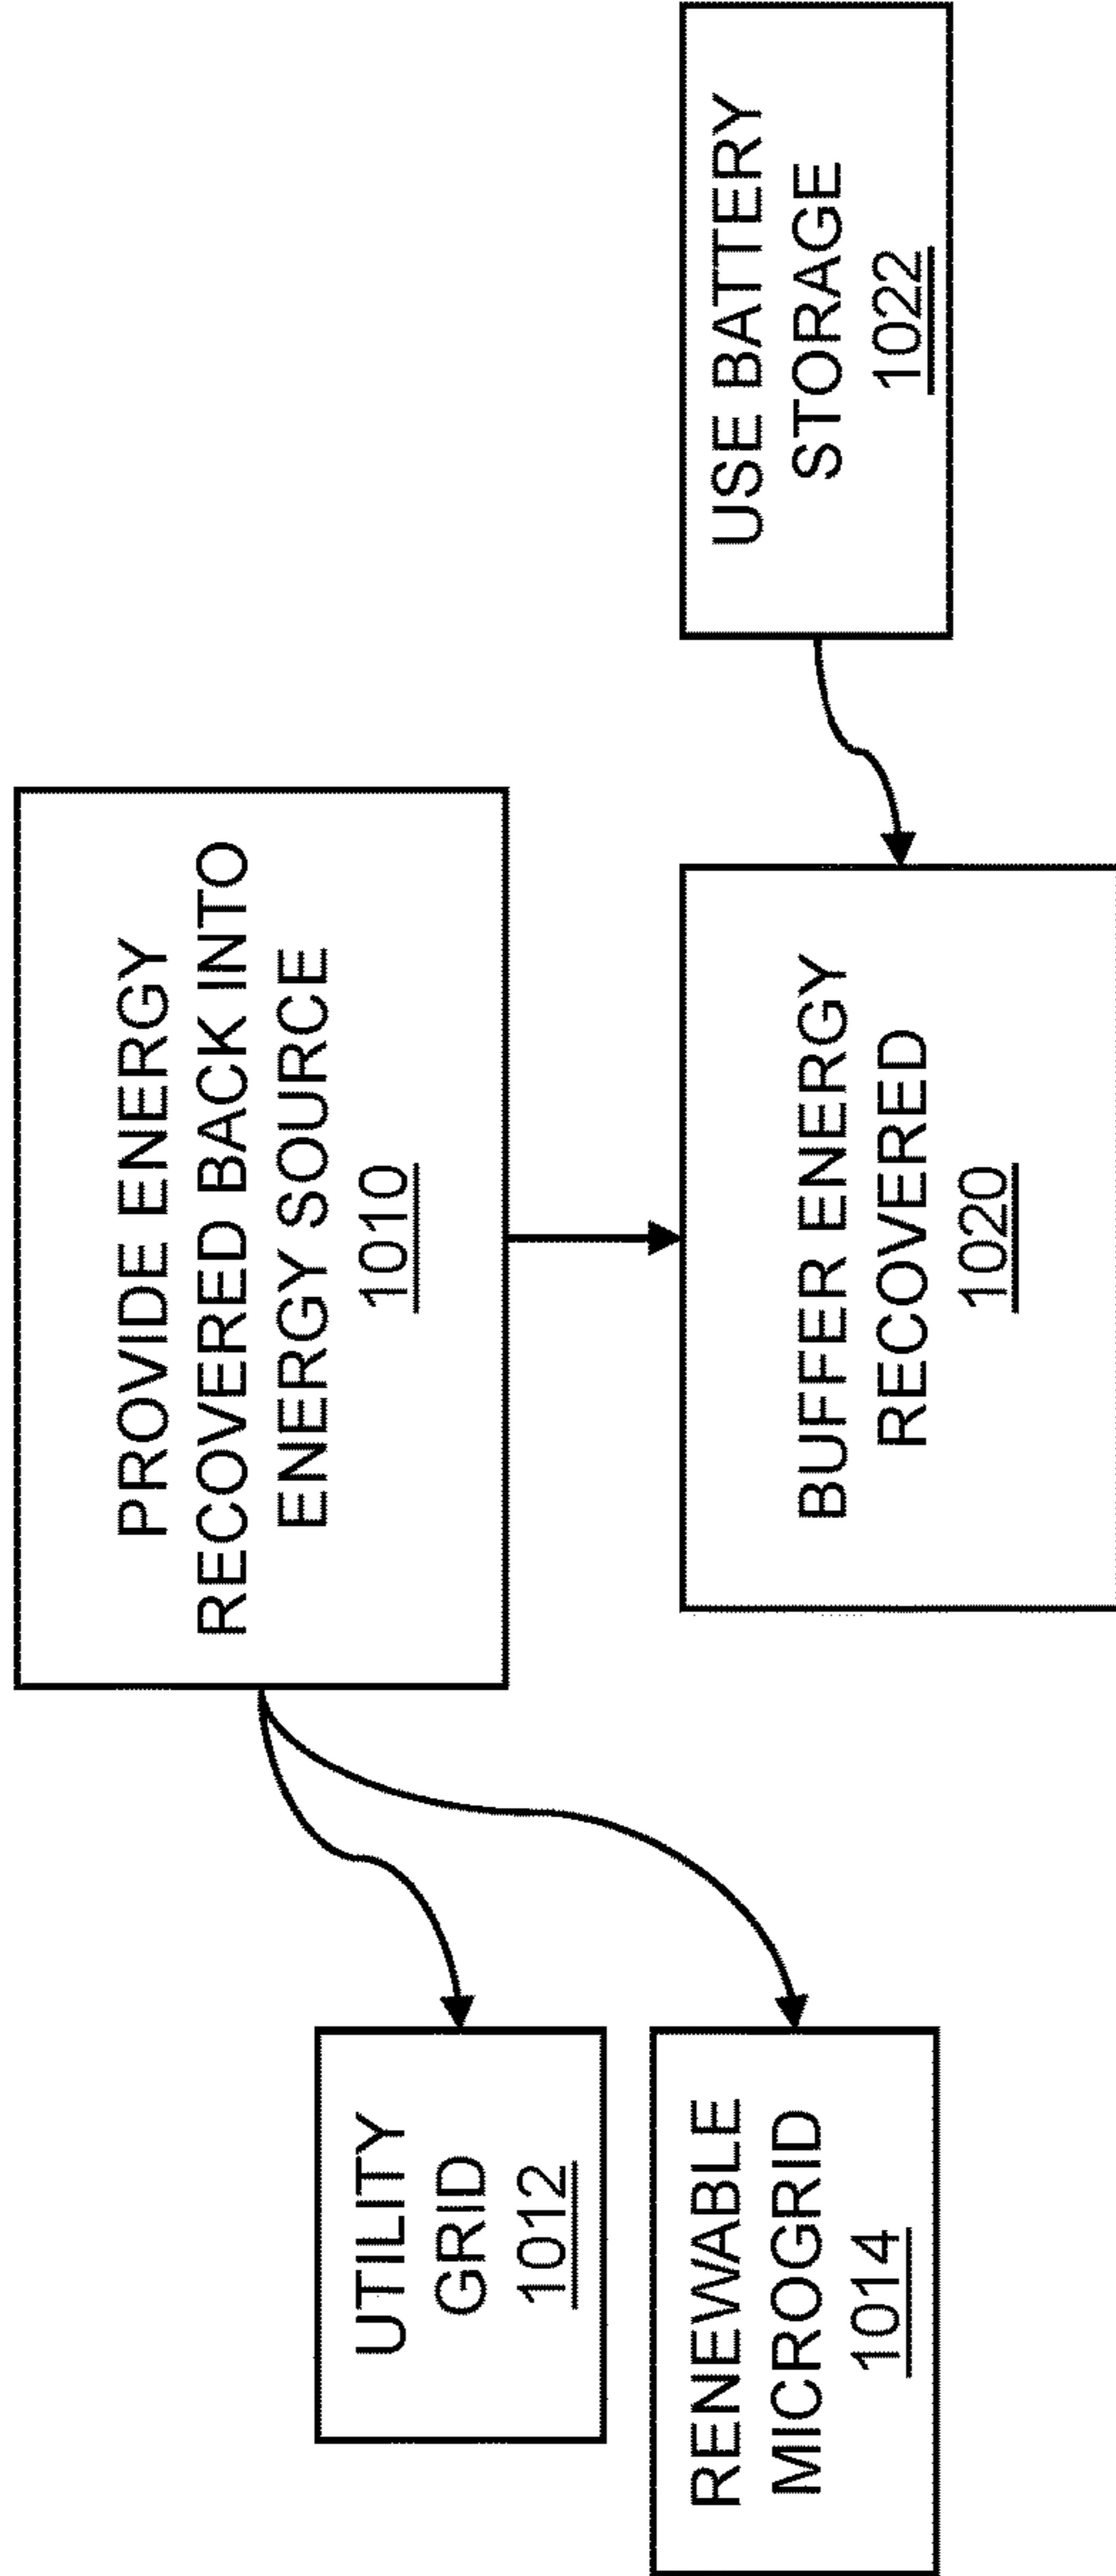 PROVIDE ENERGY
RECOVERED BACK INTO
ENERGY SOURCE
1010
UTILITY
GRID
1012
RENEWABLE
MICROGRID
1014
BUFFER ENERGY
RECOVERED
1020
USE BATTERY
STORAGE
1022